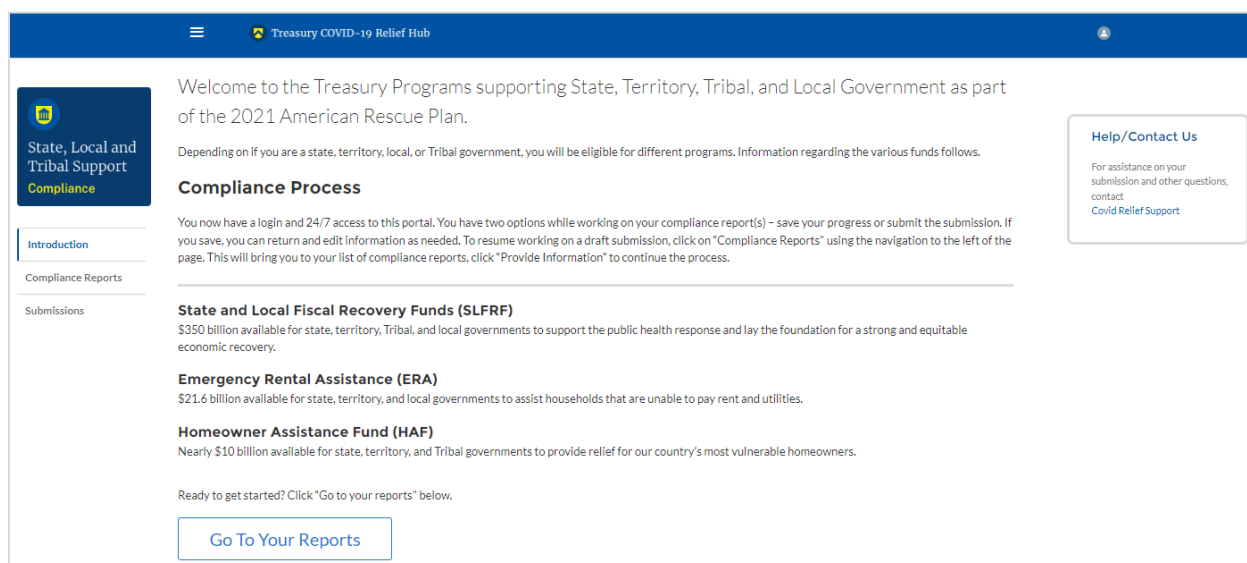 Treasury COVID-19 Relief Hub
State, Local and
Tribal Support
Compliance
Introduction
Compliance Reports
Submissions
Welcome to the Treasury Programs supporting State, Territory, Tribal, and Local Government as part
of the 2021 American Rescue Plan.
Depending on if you are a state, territory, local, or Tribal government, you will be eligible for different programs. Information regarding the various funds follows.
Compliance Process
You now have a login and 24/7 access to this portal. You have two options while working on your compliance report(s) – save your progress or submit the submission. If
you save, you can return and edit information as needed. To resume working on a draft submission, click on "Compliance Reports" using the navigation to the left of the
page. This will bring you to your list of compliance reports, click "Provide Information" to continue the process.
State and Local Fiscal Recovery Funds (SLFRF)
$350 billion available for state, territory, Tribal, and local governments to support the public health response and lay the foundation for a strong and equitable
economic recovery.
Emergency Rental Assistance (ERA)
$21.6 billion available for state, territory, and local governments to assist households that are unable to pay rent and utilities.
Homeowner Assistance Fund (HAF)
Nearly $10 billion available for state, territory, and Tribal governments to provide relief for our country's most vulnerable homeowners.
Ready to get started? Click "Go to your reports" below.
Go To Your Reports
Help/Contact Us
For assistance on your
submission and other questions,
contact
Covid Relief Support